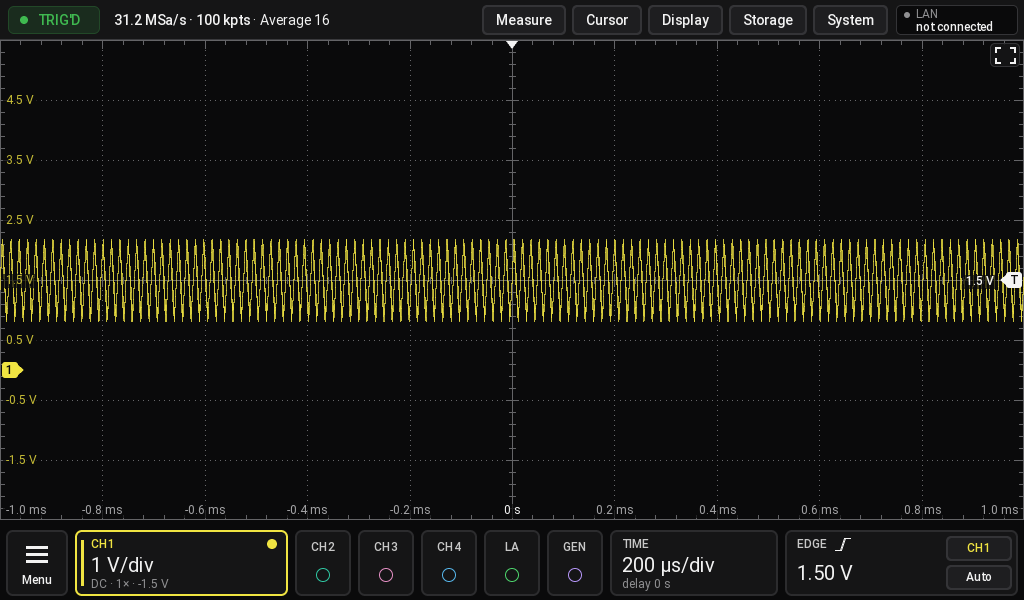 TRIG'D 31.2 MSa/s · 100 kpts · Average 16 Measure Cursor Display Storage System LAN
not connected
4.5 V
3.5 V
2.5 V
1.5 V 1.5 V T
0.5 V
1
-0.5 V
-1.5 V
-1.0 ms -0.8 ms -0.6 ms -0.4 ms -0.2 ms 0 s 0.2 ms 0.4 ms 0.6 ms 0.8 ms 1.0 ms
CH1 CH2 CH3 CH4 LA GEN TIME EDGE CH1
1 V/div 200 µs/div 1.50 V
Menu DC · 1× · -1.5 V delay 0 s Auto